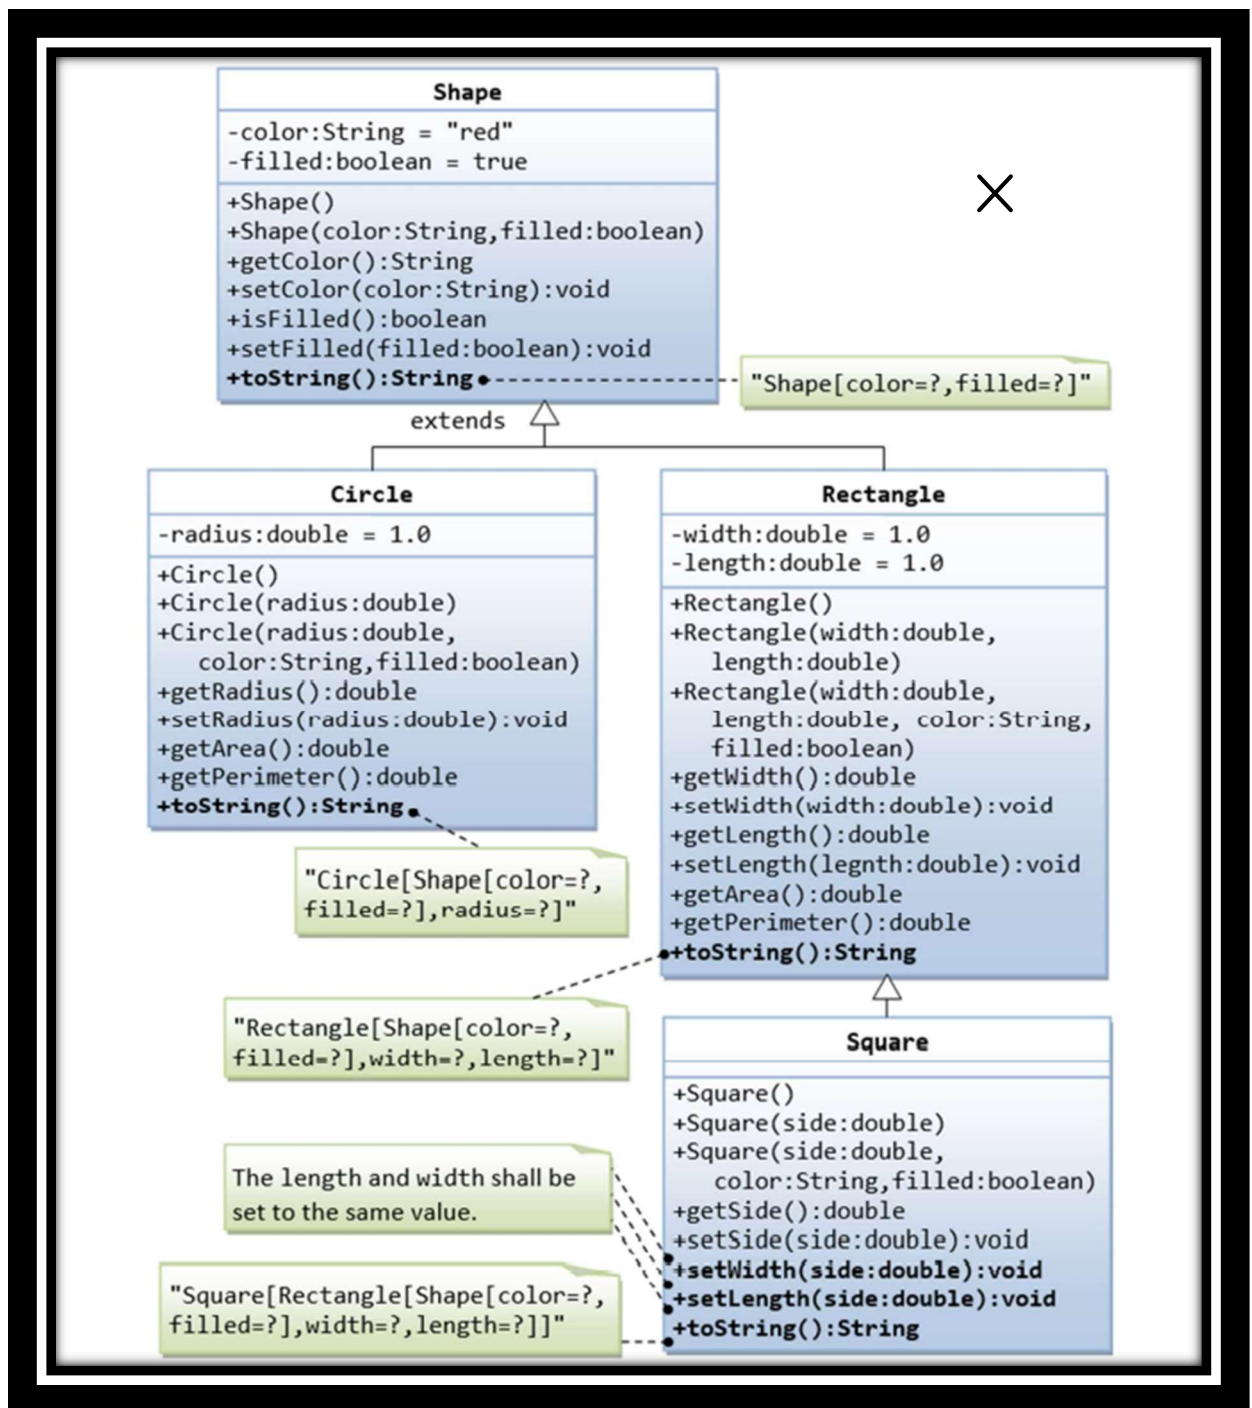 Shape
-color:String = "red"
-filled:boolean = true
+Shape()
+Shape(color:String,filled:boolean)
+getColor():String
+setColor(color:String):void
+isFilled():boolean
+setFilled(filled:boolean):void
+toString():String
"Shape[color=?,filled=?]"
extends
Circle
-radius:double = 1.0
+Circle()
+Circle(radius:double)
+Circle(radius:double,
color:String,filled:boolean)
+getRadius():double
+setRadius(radius:double):void
+getArea():double
+getPerimeter():double
+toString():String
"Circle[Shape[color=?,
filled=?],radius=?]"
Rectangle
-width:double = 1.0
-length:double = 1.0
+Rectangle()
+Rectangle(width:double,
length:double)
+Rectangle(width:double,
length:double, color:String,
filled:boolean)
+getWidth():double
+setWidth(width:double):void
+getLength():double
+setLength(legnth:double):void
+getArea():double
+getPerimeter():double
+toString():String
"Rectangle[Shape[color=?,
filled=?],width=?,length=?]"
Square
+Square()
+Square(side:double)
+Square(side:double,
color:String,filled:boolean)
+getSide():double
+setSide(side:double):void
+setWidth(side:double):void
+setLength(side:double):void
+toString():String
The length and width shall be
set to the same value.
"Square[Rectangle[Shape[color=?,
filled=?],width=?,length=?]]"